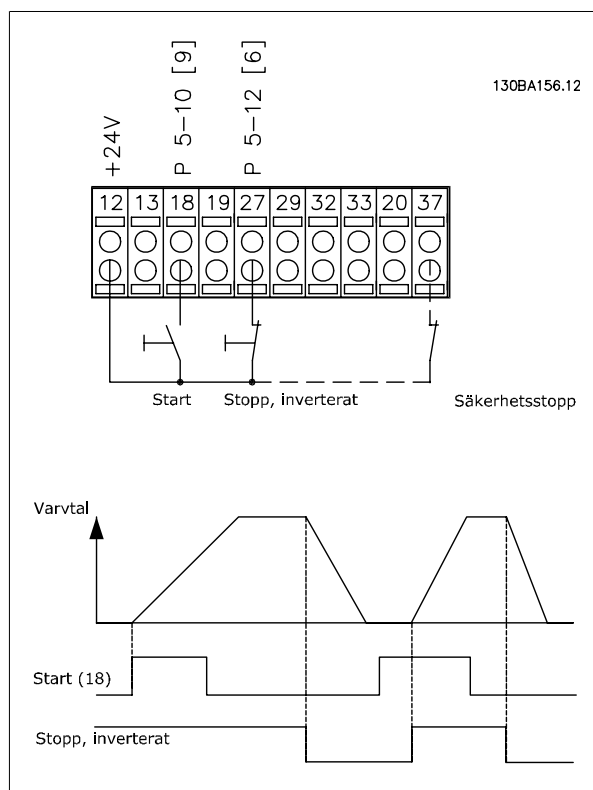 130BA156.12
+24V
P 5-10 [9]
P 5-12 [6]
12 13 18 19 27 29 32 33 20 37
Start Stopp, inverterat Säkerhetsstopp
Varvtal
Start (18)
Stopp, inverterat